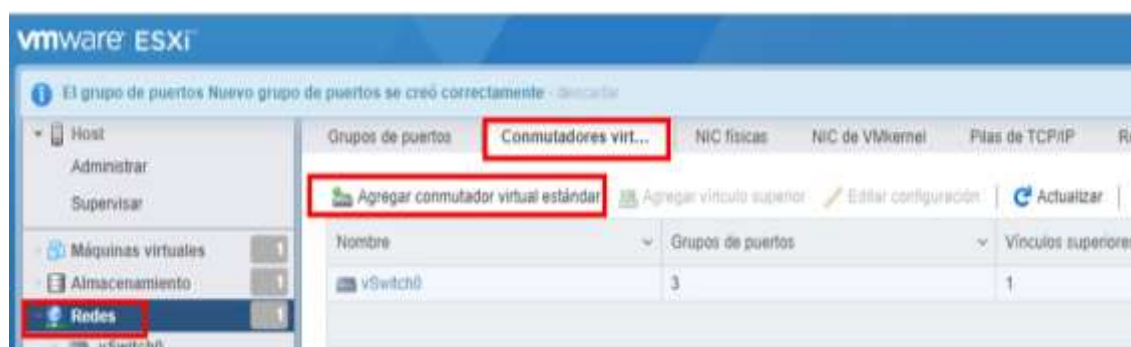 vmware ESXi
El grupo de puertos Nuevo grupo de puertos se creó correctamente - descartar
Host
Administrar
Supervisar
Máquinas virtuales 1
Almacenamiento 1
Redes 1
vSwitch0
Grupos de puertos Conmutadores virt... NIC físicas NIC de VMkernel Pilas de TCP/IP R
Agregar conmutador virtual estándar Agregar vínculo superior Editar configuración Actualizar
Nombre Grupos de puertos Vínculos superiores
vSwitch0 3 1